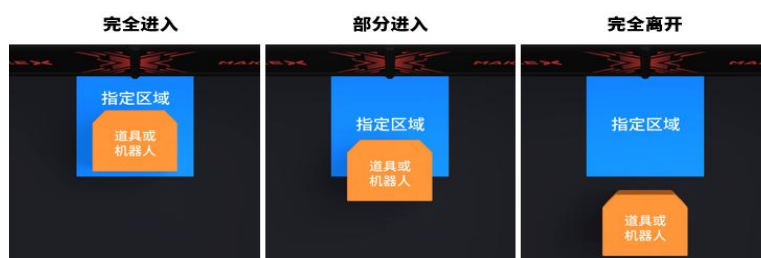 完全进入
部分进入
完全离开
指定区域
道具或
机器人
指定区域
道具或
机器人
指定区域
道具或
机器人